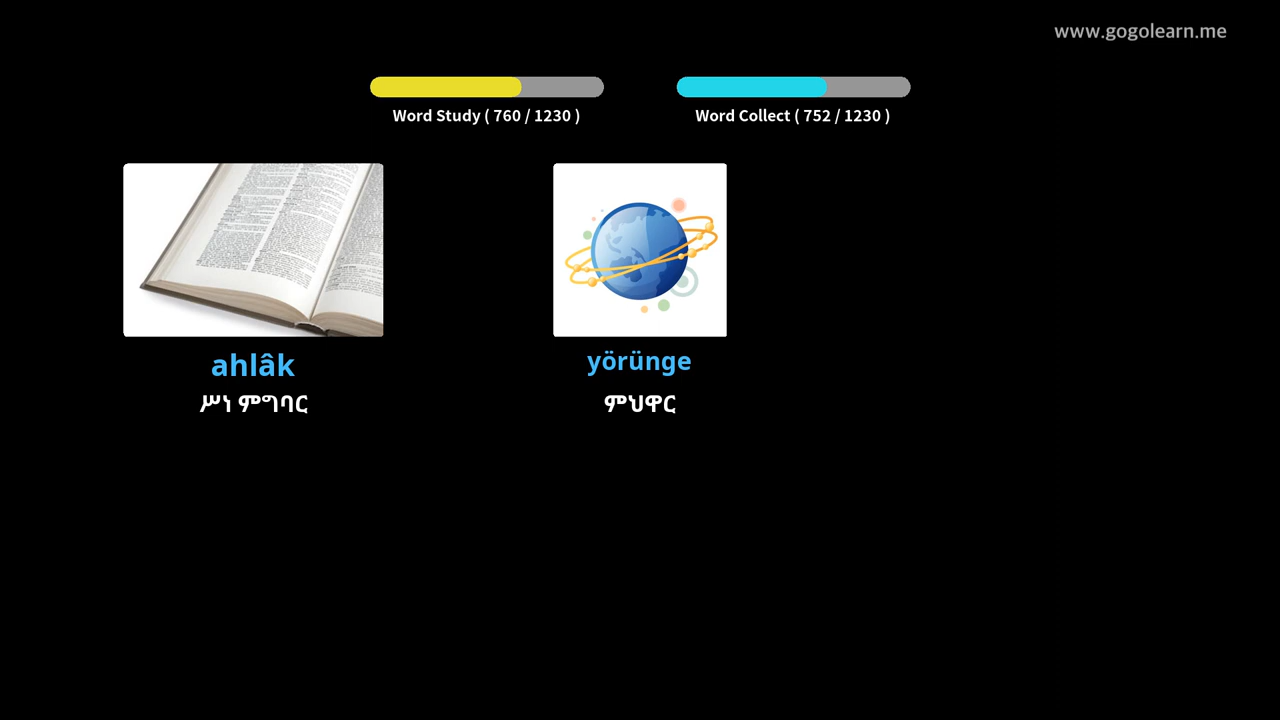 www.gogolearn.me
Word Study ( 760 / 1230 )
Word Collect ( 752 / 1230 )
ahlâk
ሥነ ምግባር
yörünge
ምህዋር